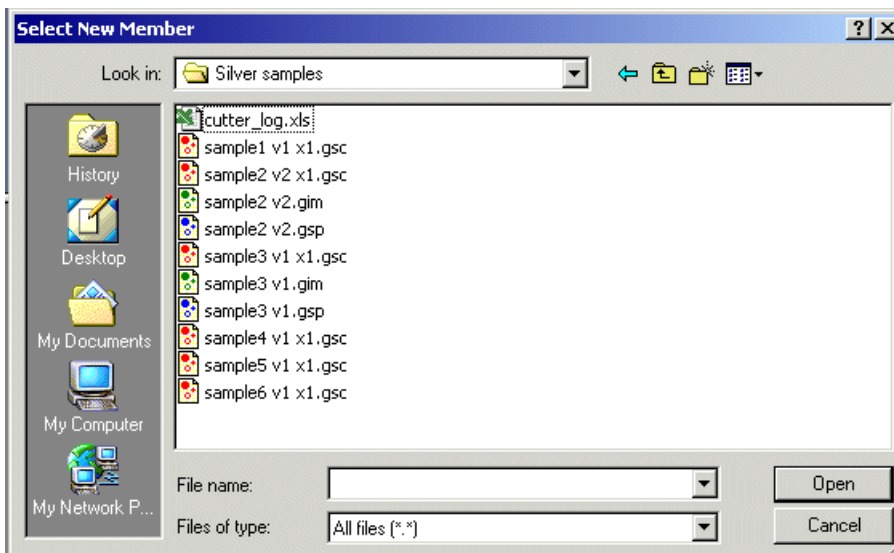 Select New Member
Look in: Silver samples
History
Desktop
My Documents
My Computer
My Network P...
cutter_log.xls
sample1 v1 x1.gsc
sample2 v2 x1.gsc
sample2 v2.gim
sample2 v2.gsp
sample3 v1 x1.gsc
sample3 v1.gim
sample3 v1.gsp
sample4 v1 x1.gsc
sample5 v1 x1.gsc
sample6 v1 x1.gsc
File name: Open
Files of type: All files (*.*) Cancel